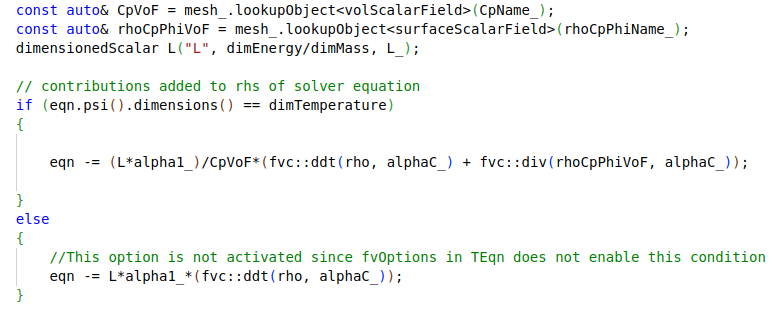 const auto& CpVoF = mesh_.lookupObject<volScalarField>(CpName_);
const auto& rhoCpPhiVoF = mesh_.lookupObject<surfaceScalarField>(rhoCpPhiName_);
dimensionedScalar L("L", dimEnergy/dimMass, L_);
// contributions added to rhs of solver equation
if (eqn.psi().dimensions() == dimTemperature)
{
eqn -= (L*alpha1_)/CpVoF*(fvc::ddt(rho, alphaC_) + fvc::div(rhoCpPhiVoF, alphaC_));
}
else
{
//This option is not activated since fvOptions in TEqn does not enable this condition
eqn -= L*alpha1_*(fvc::ddt(rho, alphaC_));
}